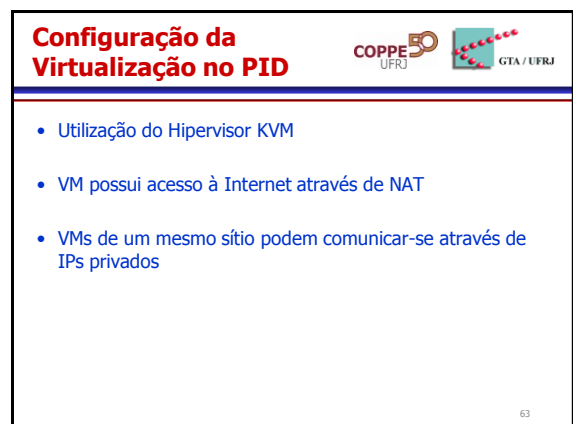 Configuração da
Virtualização no PID
COPPE 50
UFRJ
GTA / UFRJ
• Utilização do Hipervisor KVM
• VM possui acesso à Internet através de NAT
• VMs de um mesmo sítio podem comunicar-se através de
IPs privados
63